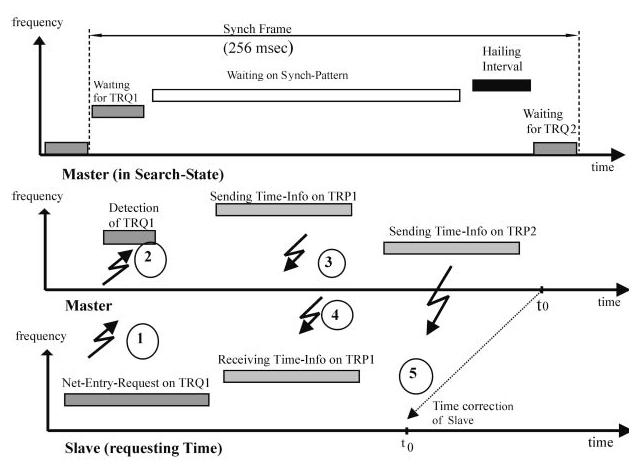 frequency
Synch Frame
(256 msec)
Waiting
for TRQ1
Waiting on Synch-Pattern
Hailing
Interval
Waiting
for TRQ2
time
Master (in Search-State)
frequency
Detection
of TRQ1
Sending Time-Info on TRP1
Sending Time-Info on TRP2
2
3
t0
time
Master
frequency
1
4
Net-Entry-Request on TRQ1
Receiving Time-Info on TRP1
5
Time correction
of Slave
t0
time
Slave (requesting Time)